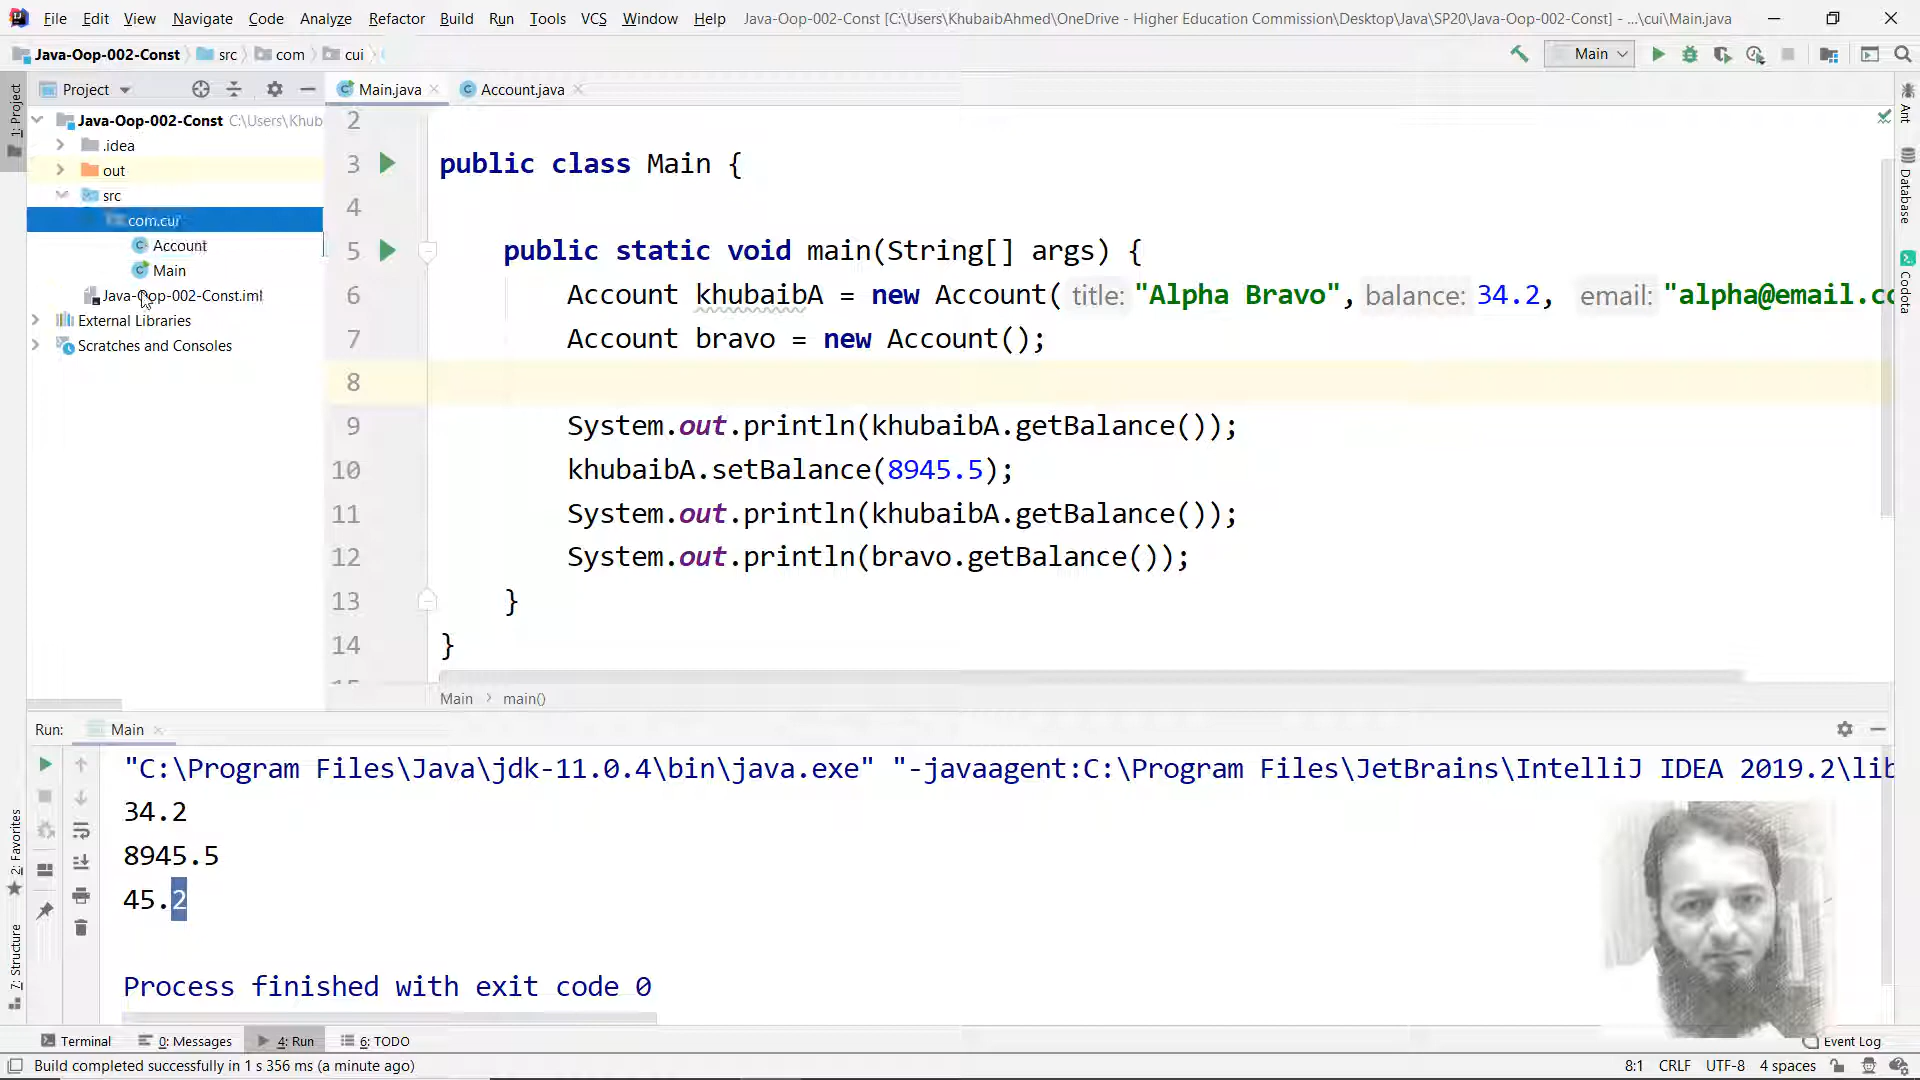 File Edit View Navigate Code Analyze Refactor Build Run Tools VCS Window Help Java-Oop-002-Const [C:\Users\KhubaibAhmed\OneDrive - Higher Education Commission\Desktop\Java\SP20\Java-Oop-002-Const] - ...\cui\Main.java
Java-Oop-002-Const src com cui Main
Project Main.java Account.java
1: Project
Java-Oop-002-Const C:\Users\Khub
.idea
out
src
com.cui
Account
Main
Java-Oop-002-Const.iml
External Libraries
Scratches and Consoles
2
3 public class Main {
4
5 public static void main(String[] args) {
6 Account khubaibA = new Account( title: "Alpha Bravo", balance: 34.2, email: "alpha@email.co
7 Account bravo = new Account();
8
9 System.out.println(khubaibA.getBalance());
10 khubaibA.setBalance(8945.5);
11 System.out.println(khubaibA.getBalance());
12 System.out.println(bravo.getBalance());
13 }
14 }
Main main()
Ant
Database
Codota
Run: Main
"C:\Program Files\Java\jdk-11.0.4\bin\java.exe" "-javaagent:C:\Program Files\JetBrains\IntelliJ IDEA 2019.2\lib
34.2
8945.5
45.2
Process finished with exit code 0
2: Favorites
7: Structure
Terminal 0: Messages 4: Run 6: TODO Event Log
Build completed successfully in 1 s 356 ms (a minute ago) 8:1 CRLF UTF-8 4 spaces